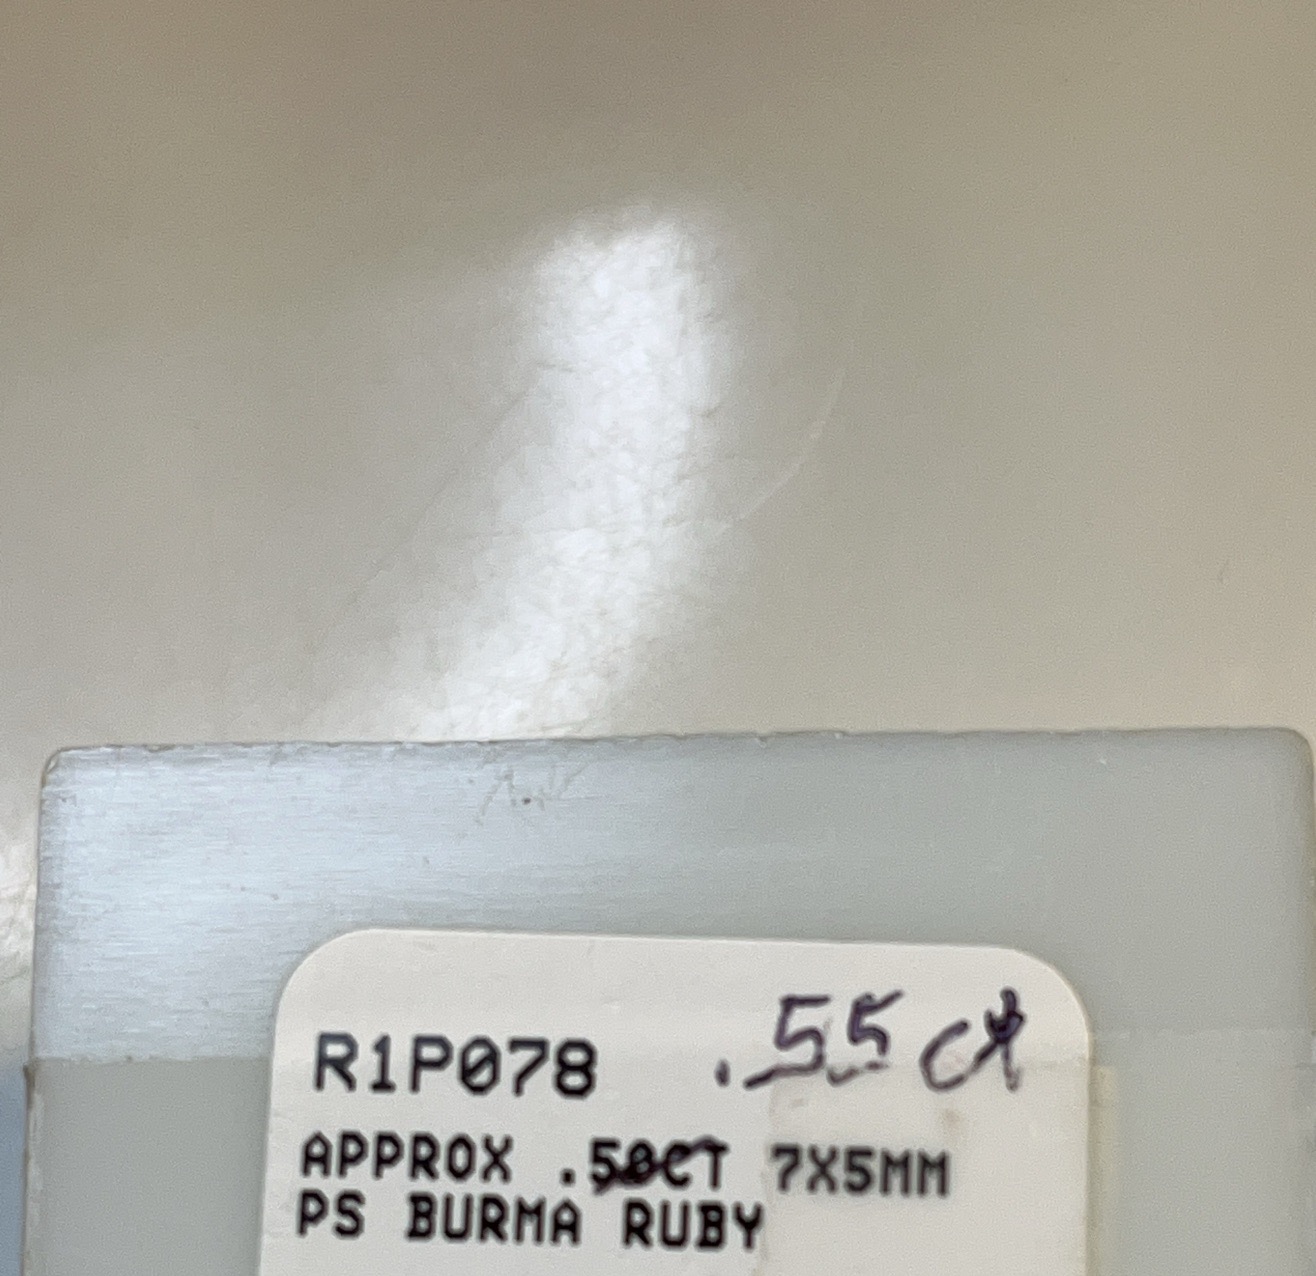 R1P078 .55 ct
APPROX .50CT 7X5MM
PS BURMA RUBY